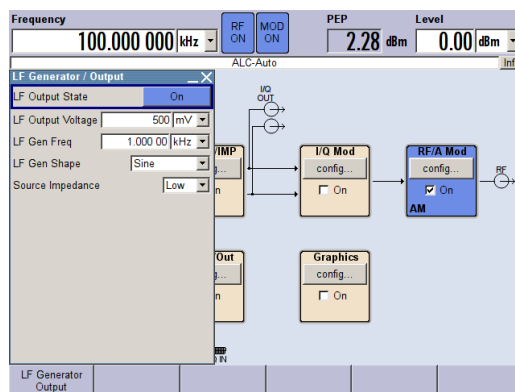 Frequency
100.000 000 kHz
RF ON
MOD ON
PEP
2.28 dBm
Level
0.00 dBm
ALC-Auto
Inf
LF Generator / Output
LF Output State On
LF Output Voltage 500 mV
LF Gen Freq 1.000 00 kHz
LF Gen Shape Sine
Source Impedance Low
I/Q OUT
/IMP
I/Q Mod
config...
On
RF/A Mod
config...
On
AM
RF
/Out
Graphics
config...
On
IN
LF Generator Output